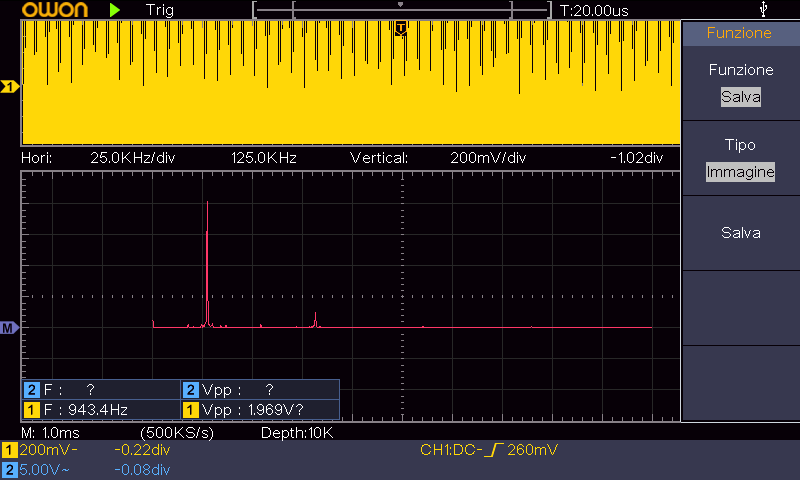 OWON Trig T:20.00us
T
Funzione
Funzione
Salva
1
Hori: 25.0KHz/div 125.0KHz Vertical: 200mV/div -1.02div
Tipo
Immagine
Salva
M
2 F : ? 2 Vpp : ?
1 F : 943.4Hz 1 Vpp : 1.969V?
M: 1.0ms (500KS/s) Depth:10K
1 200mV- -0.22div CH1:DC- 260mV
2 5.00V~ -0.08div